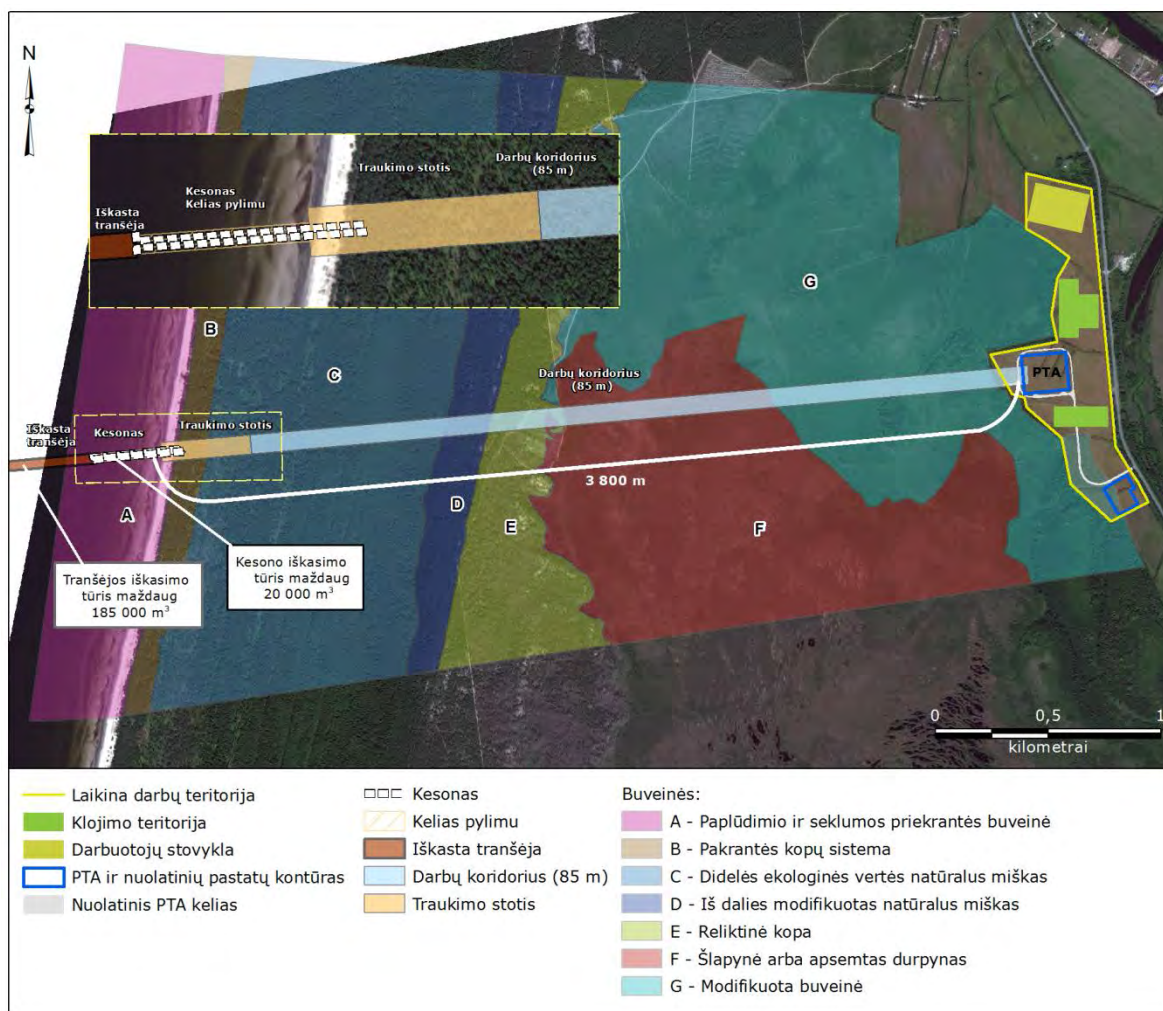 N
Iškasta
tranšėja
Kesonas
Kelias pylimu
Traukimo stotis
Darbų koridorius
(85 m)
B
C
G
Darbų koridorius
(85 m)
PTA
Iškasta
tranšėja
Kesonas
Traukimo stotis
3 800 m
A
D
E
F
Tranšėjos iškasimo
tūris maždaug
185 000 m³
Kesono iškasimo
tūris maždaug
20 000 m³
0 0,5 1
kilometrai
Laikina darbų teritorija
Klojimo teritorija
Darbuotojų stovykla
PTA ir nuolatinių pastatų kontūras
Nuolatinis PTA kelias
Kesonas
Kelias pylimu
Iškasta tranšėja
Darbų koridorius (85 m)
Traukimo stotis
Buveinės:
A - Paplūdimio ir seklumos priekrantės buveinė
B - Pakrantės kopų sistema
C - Didelės ekologinės vertės natūralus miškas
D - Iš dalies modifikuotas natūralus miškas
E - Reliktinė kopa
F - Šlapynė arba apsemtas durpynas
G - Modifikuota buveinė